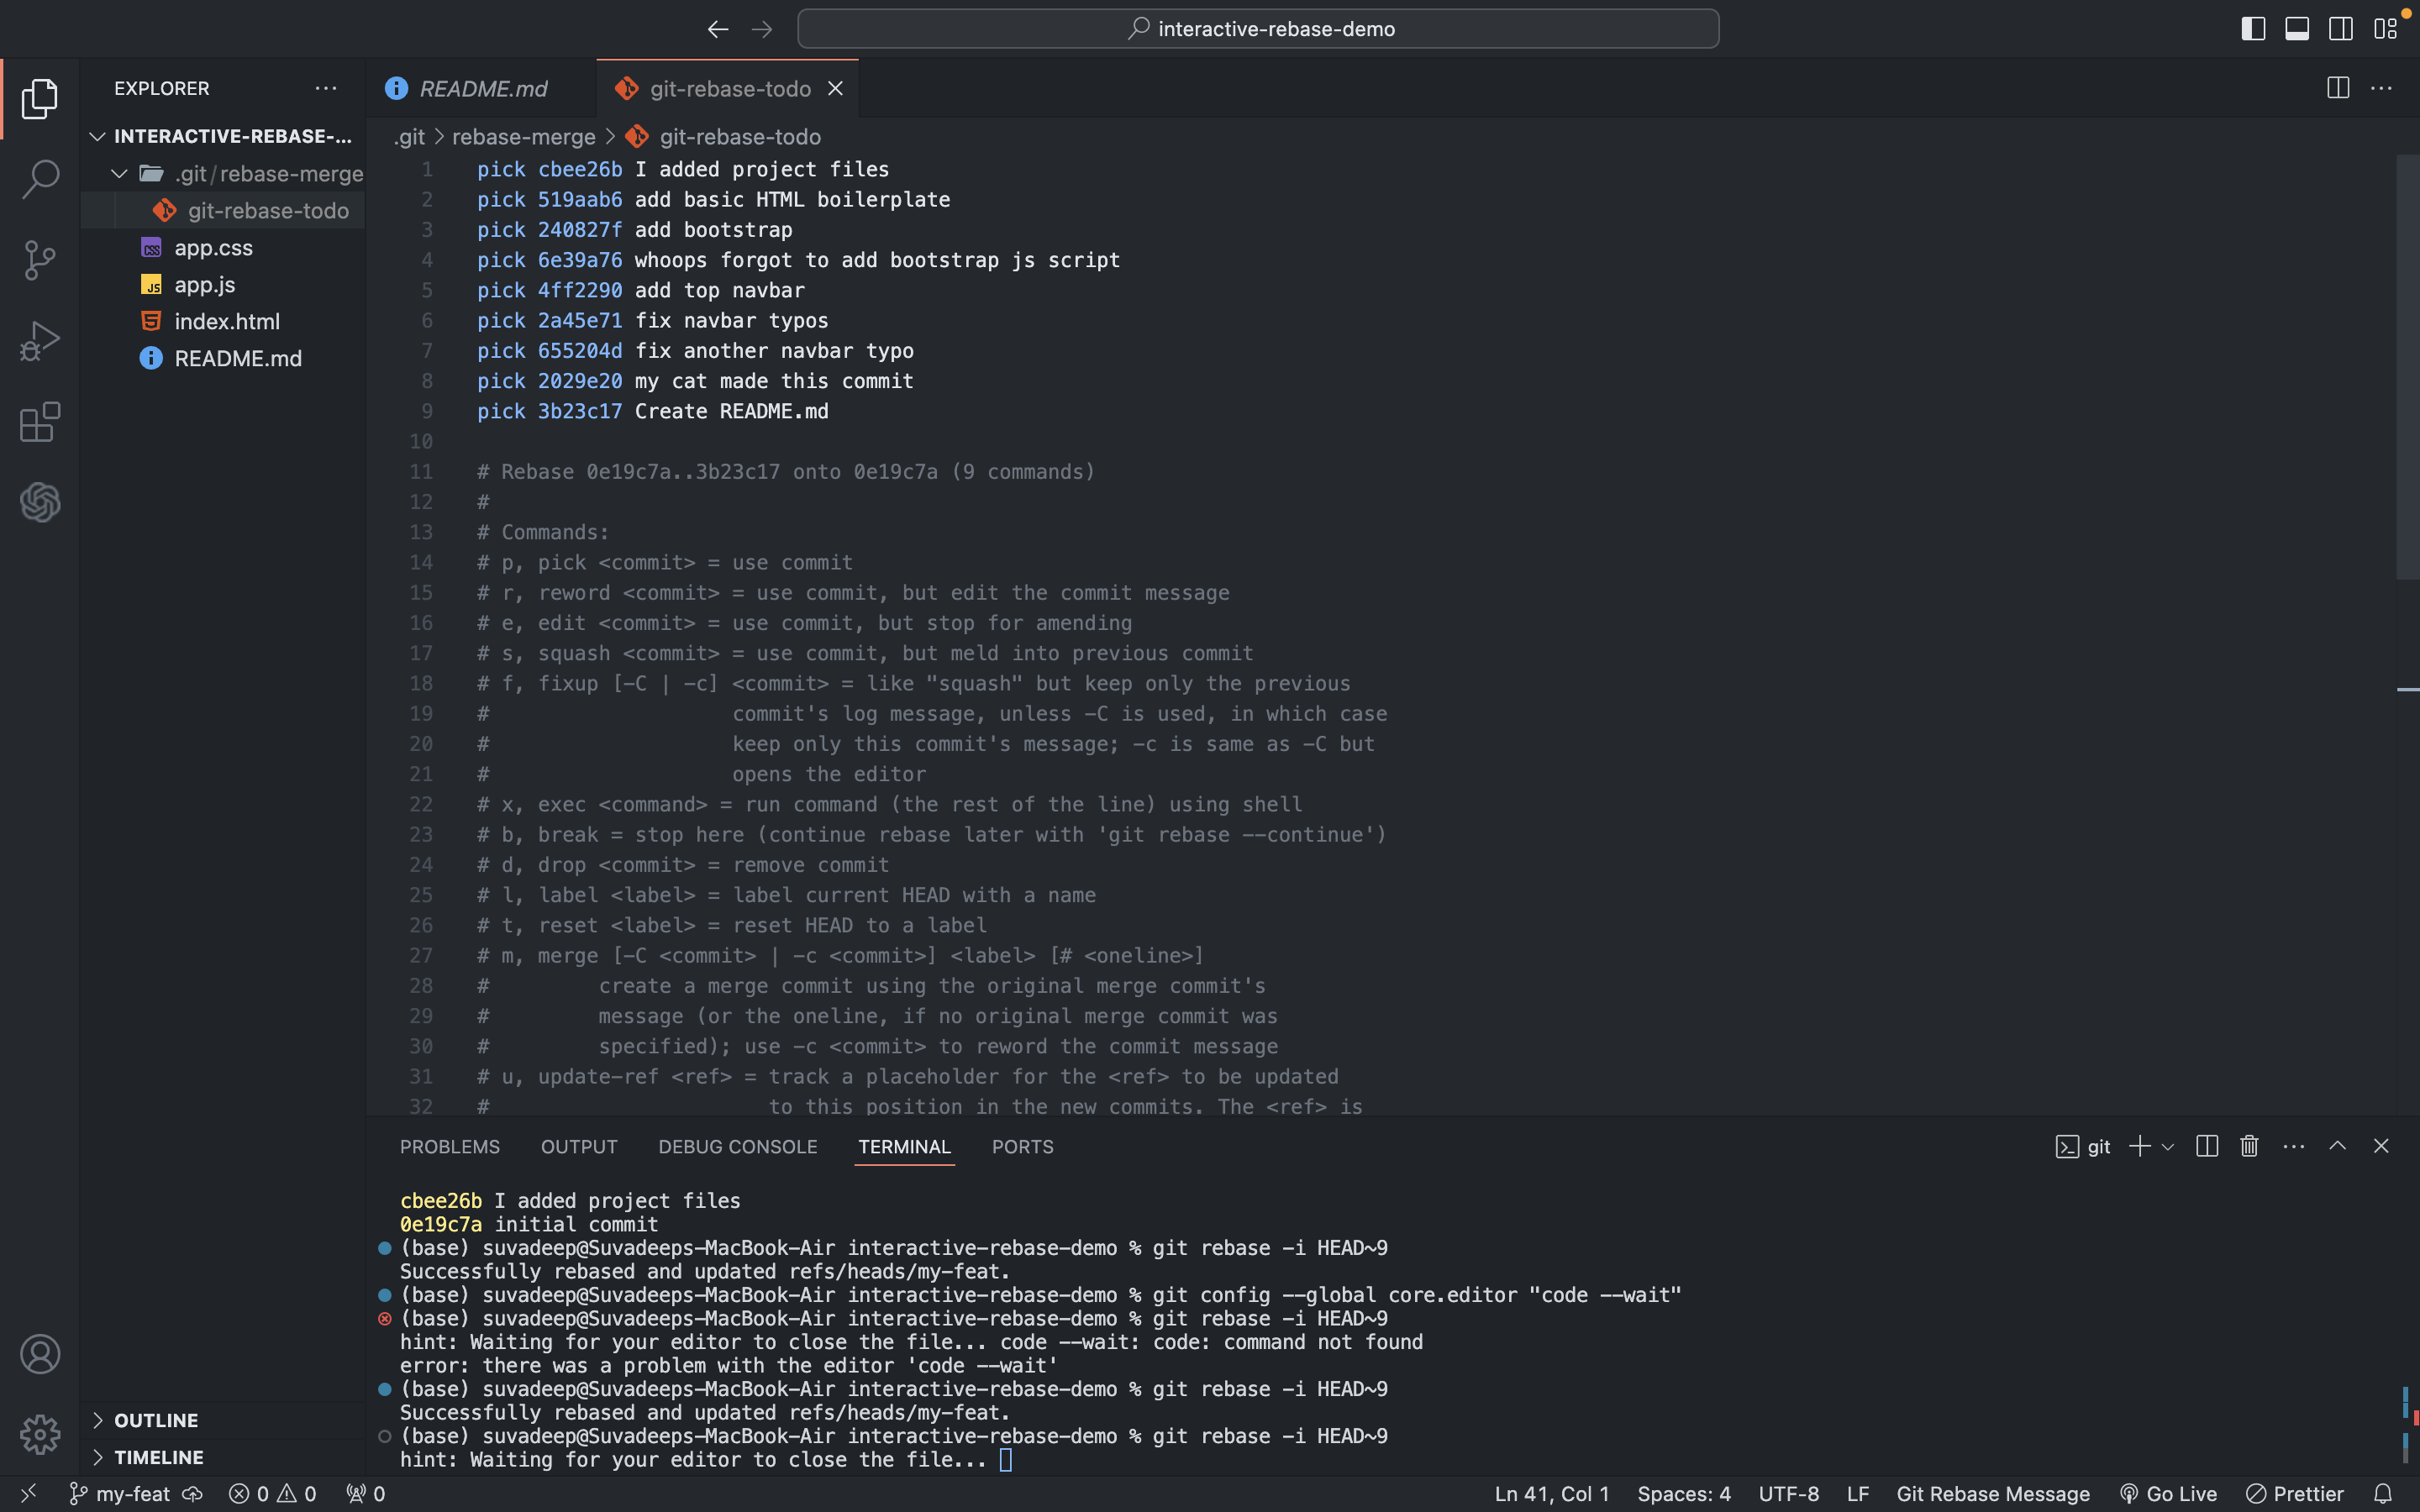 interactive-rebase-demo
EXPLORER
README.md
git-rebase-todo
INTERACTIVE-REBASE-...
.git/rebase-merge
git-rebase-todo
app.css
app.js
index.html
README.md
OUTLINE
TIMELINE
.git > rebase-merge > git-rebase-todo
1 pick cbee26b I added project files
2 pick 519aab6 add basic HTML boilerplate
3 pick 240827f add bootstrap
4 pick 6e39a76 whoops forgot to add bootstrap js script
5 pick 4ff2290 add top navbar
6 pick 2a45e71 fix navbar typos
7 pick 655204d fix another navbar typo
8 pick 2029e20 my cat made this commit
9 pick 3b23c17 Create README.md
10
11 # Rebase 0e19c7a..3b23c17 onto 0e19c7a (9 commands)
12 #
13 # Commands:
14 # p, pick <commit> = use commit
15 # r, reword <commit> = use commit, but edit the commit message
16 # e, edit <commit> = use commit, but stop for amending
17 # s, squash <commit> = use commit, but meld into previous commit
18 # f, fixup [-C | -c] <commit> = like "squash" but keep only the previous
19 # commit's log message, unless -C is used, in which case
20 # keep only this commit's message; -c is same as -C but
21 # opens the editor
22 # x, exec <command> = run command (the rest of the line) using shell
23 # b, break = stop here (continue rebase later with 'git rebase --continue')
24 # d, drop <commit> = remove commit
25 # l, label <label> = label current HEAD with a name
26 # t, reset <label> = reset HEAD to a label
27 # m, merge [-C <commit> | -c <commit>] <label> [# <oneline>]
28 # create a merge commit using the original merge commit's
29 # message (or the oneline, if no original merge commit was
30 # specified); use -c <commit> to reword the commit message
31 # u, update-ref <ref> = track a placeholder for the <ref> to be updated
32 # to this position in the new commits. The <ref> is
PROBLEMS OUTPUT DEBUG CONSOLE TERMINAL PORTS git
cbee26b I added project files
0e19c7a initial commit
(base) suvadeep@Suvadeeps-MacBook-Air interactive-rebase-demo % git rebase -i HEAD~9
Successfully rebased and updated refs/heads/my-feat.
(base) suvadeep@Suvadeeps-MacBook-Air interactive-rebase-demo % git config --global core.editor "code --wait"
(base) suvadeep@Suvadeeps-MacBook-Air interactive-rebase-demo % git rebase -i HEAD~9
hint: Waiting for your editor to close the file... code --wait: code: command not found
error: there was a problem with the editor 'code --wait'
(base) suvadeep@Suvadeeps-MacBook-Air interactive-rebase-demo % git rebase -i HEAD~9
Successfully rebased and updated refs/heads/my-feat.
(base) suvadeep@Suvadeeps-MacBook-Air interactive-rebase-demo % git rebase -i HEAD~9
hint: Waiting for your editor to close the file...
my-feat 0 0 0 Ln 41, Col 1 Spaces: 4 UTF-8 LF Git Rebase Message Go Live Prettier